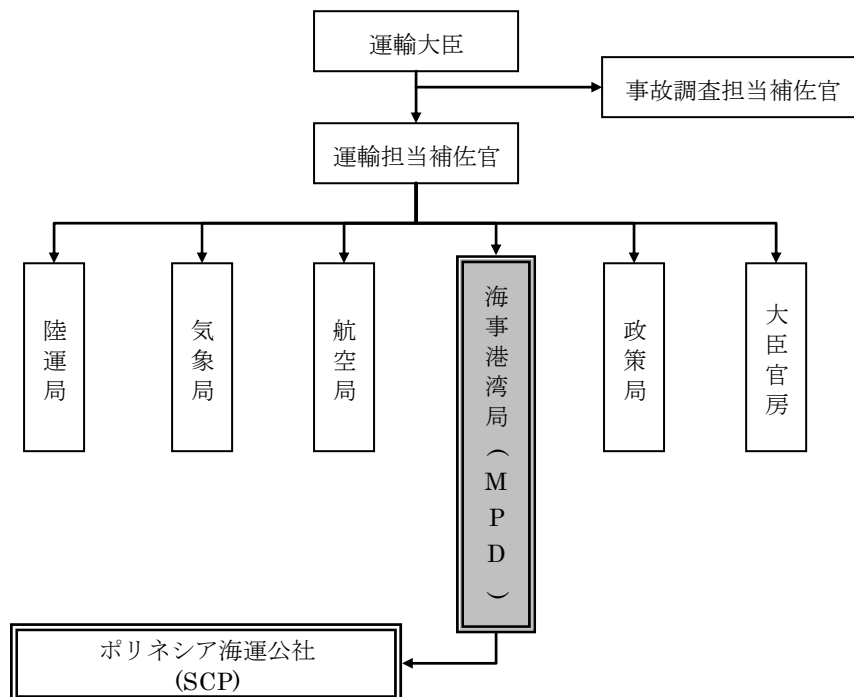 運輸大臣
事故調査担当補佐官
運輸担当補佐官
陸運局
気象局
航空局
海事港湾局（MPD）
政策局
大臣官房
ポリネシア海運公社
(SCP)